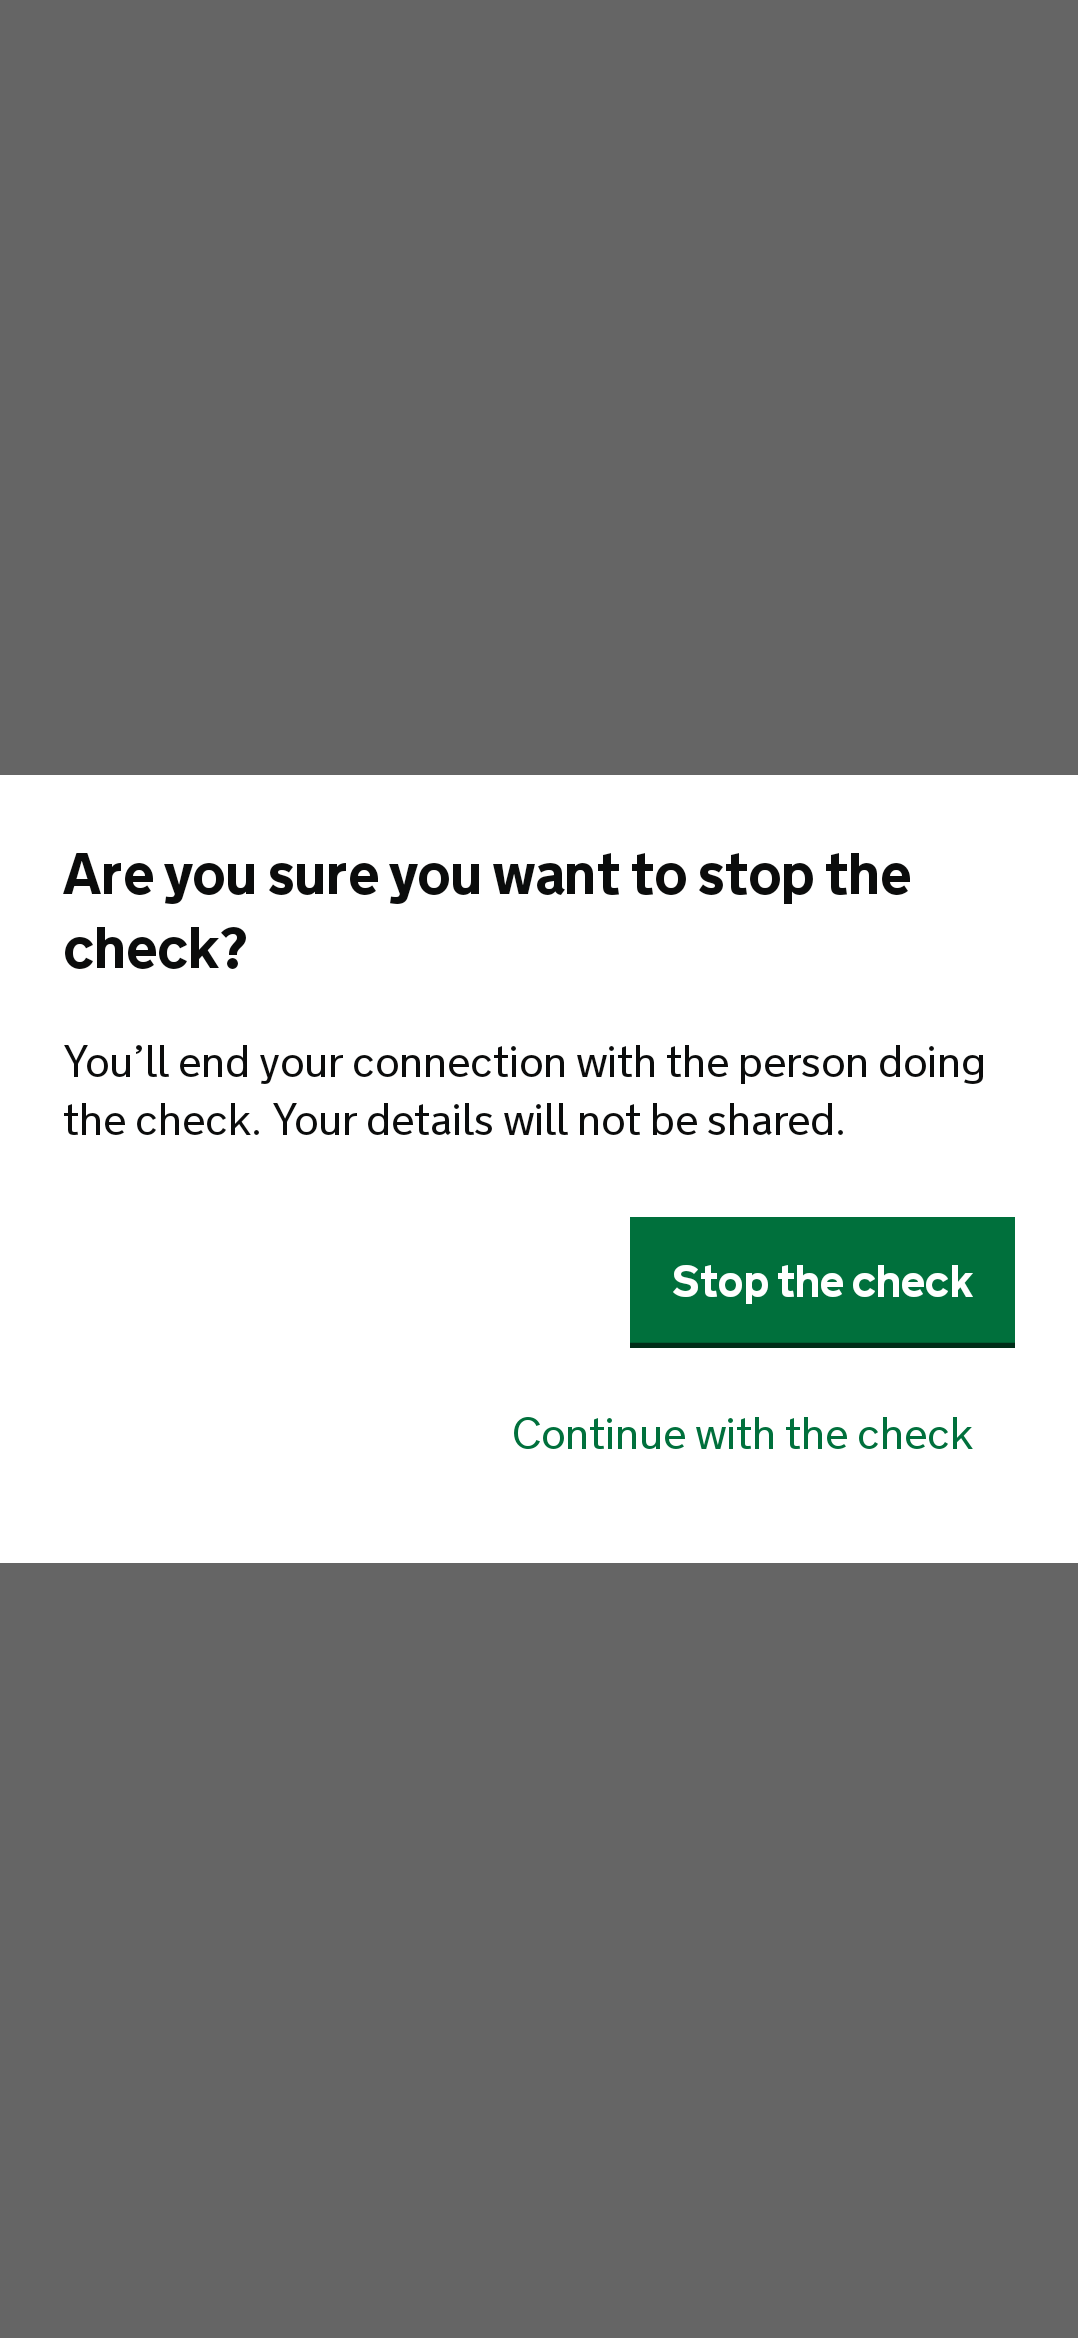 Are you sure you want to stop the
check?
You’ll end your connection with the person doing
the check. Your details will not be shared.
Stop the check
Continue with the check